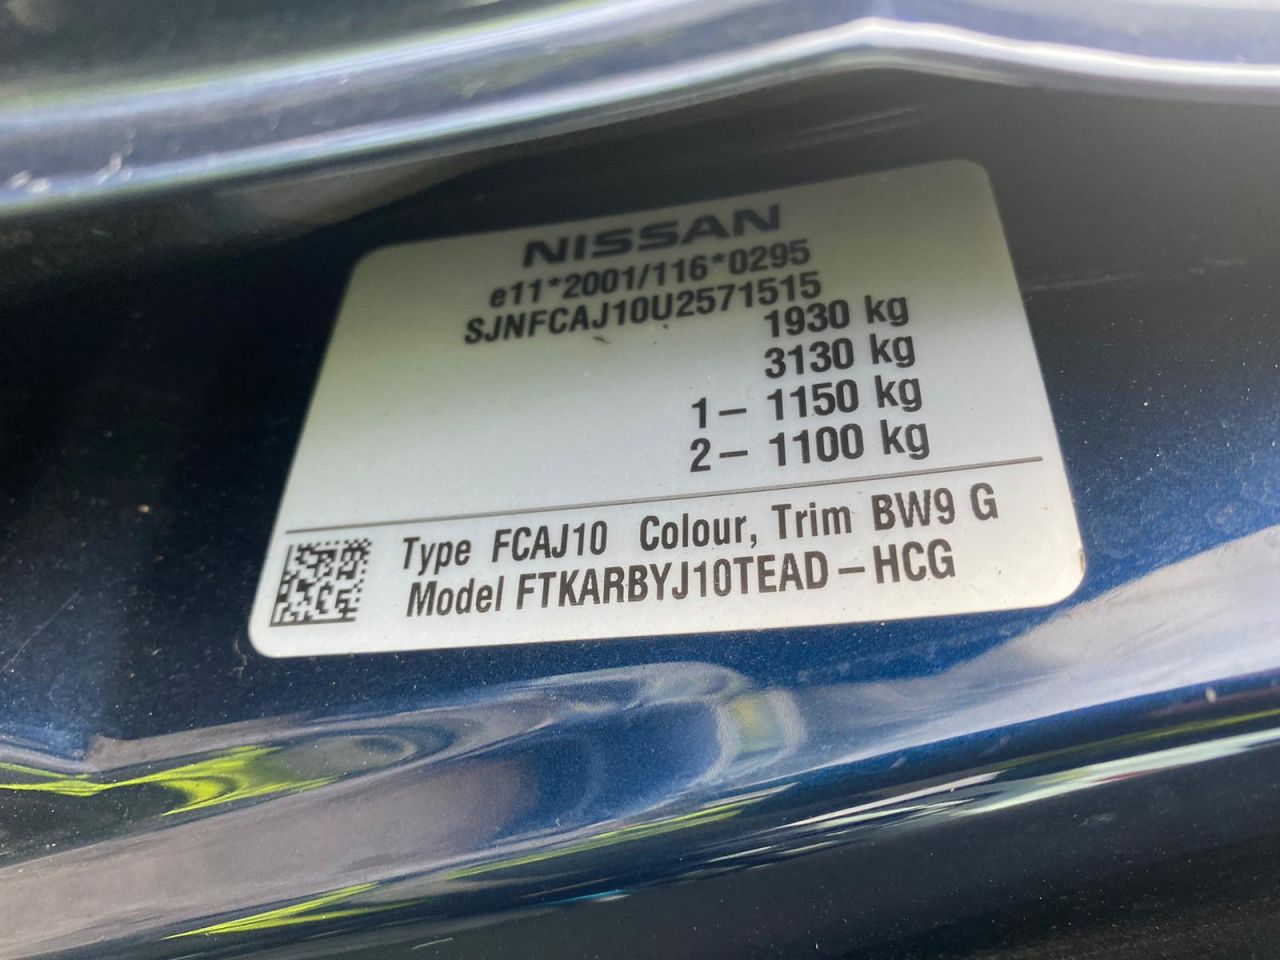 NISSAN
e11*2001/116*0295
SJNFCAJ10U2571515
1930 kg
3130 kg
1– 1150 kg
2– 1100 kg
Type FCAJ10 Colour, Trim BW9 G
Model FTKARBYJ10TEAD–HCG